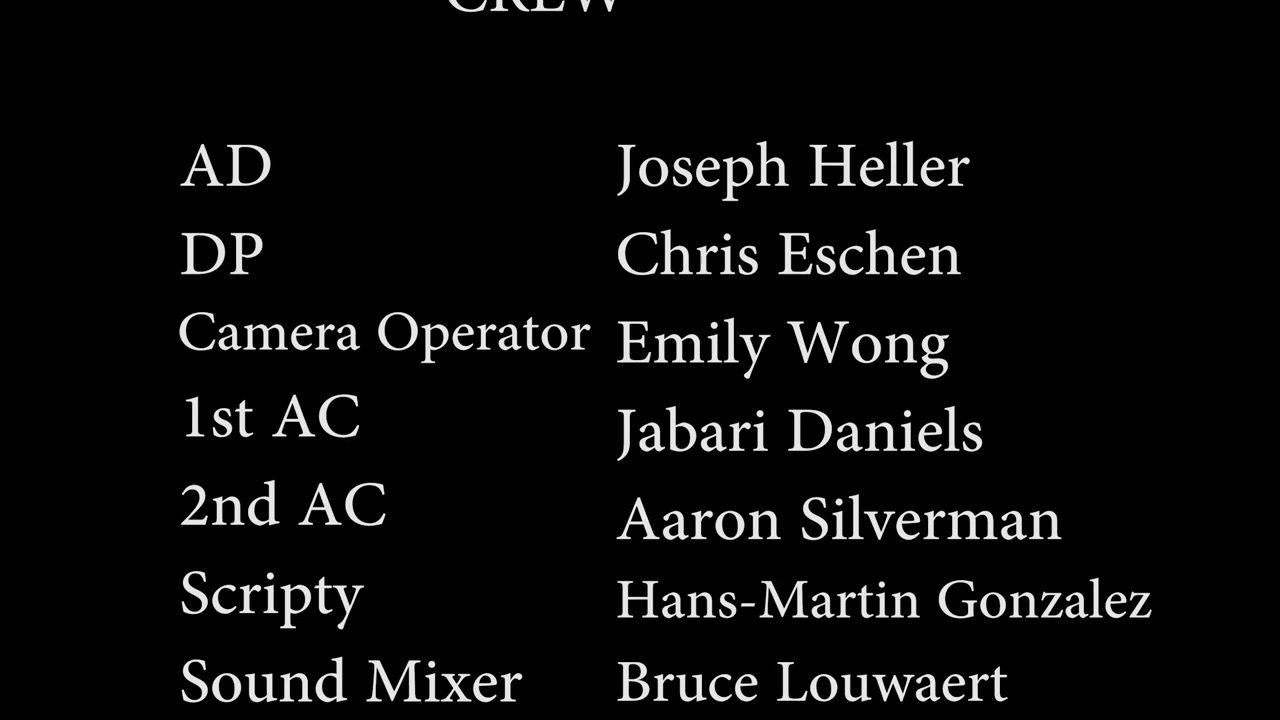 CREW
AD Joseph Heller
DP Chris Eschen
Camera Operator Emily Wong
1st AC Jabari Daniels
2nd AC Aaron Silverman
Scripty Hans-Martin Gonzalez
Sound Mixer Bruce Louwaert